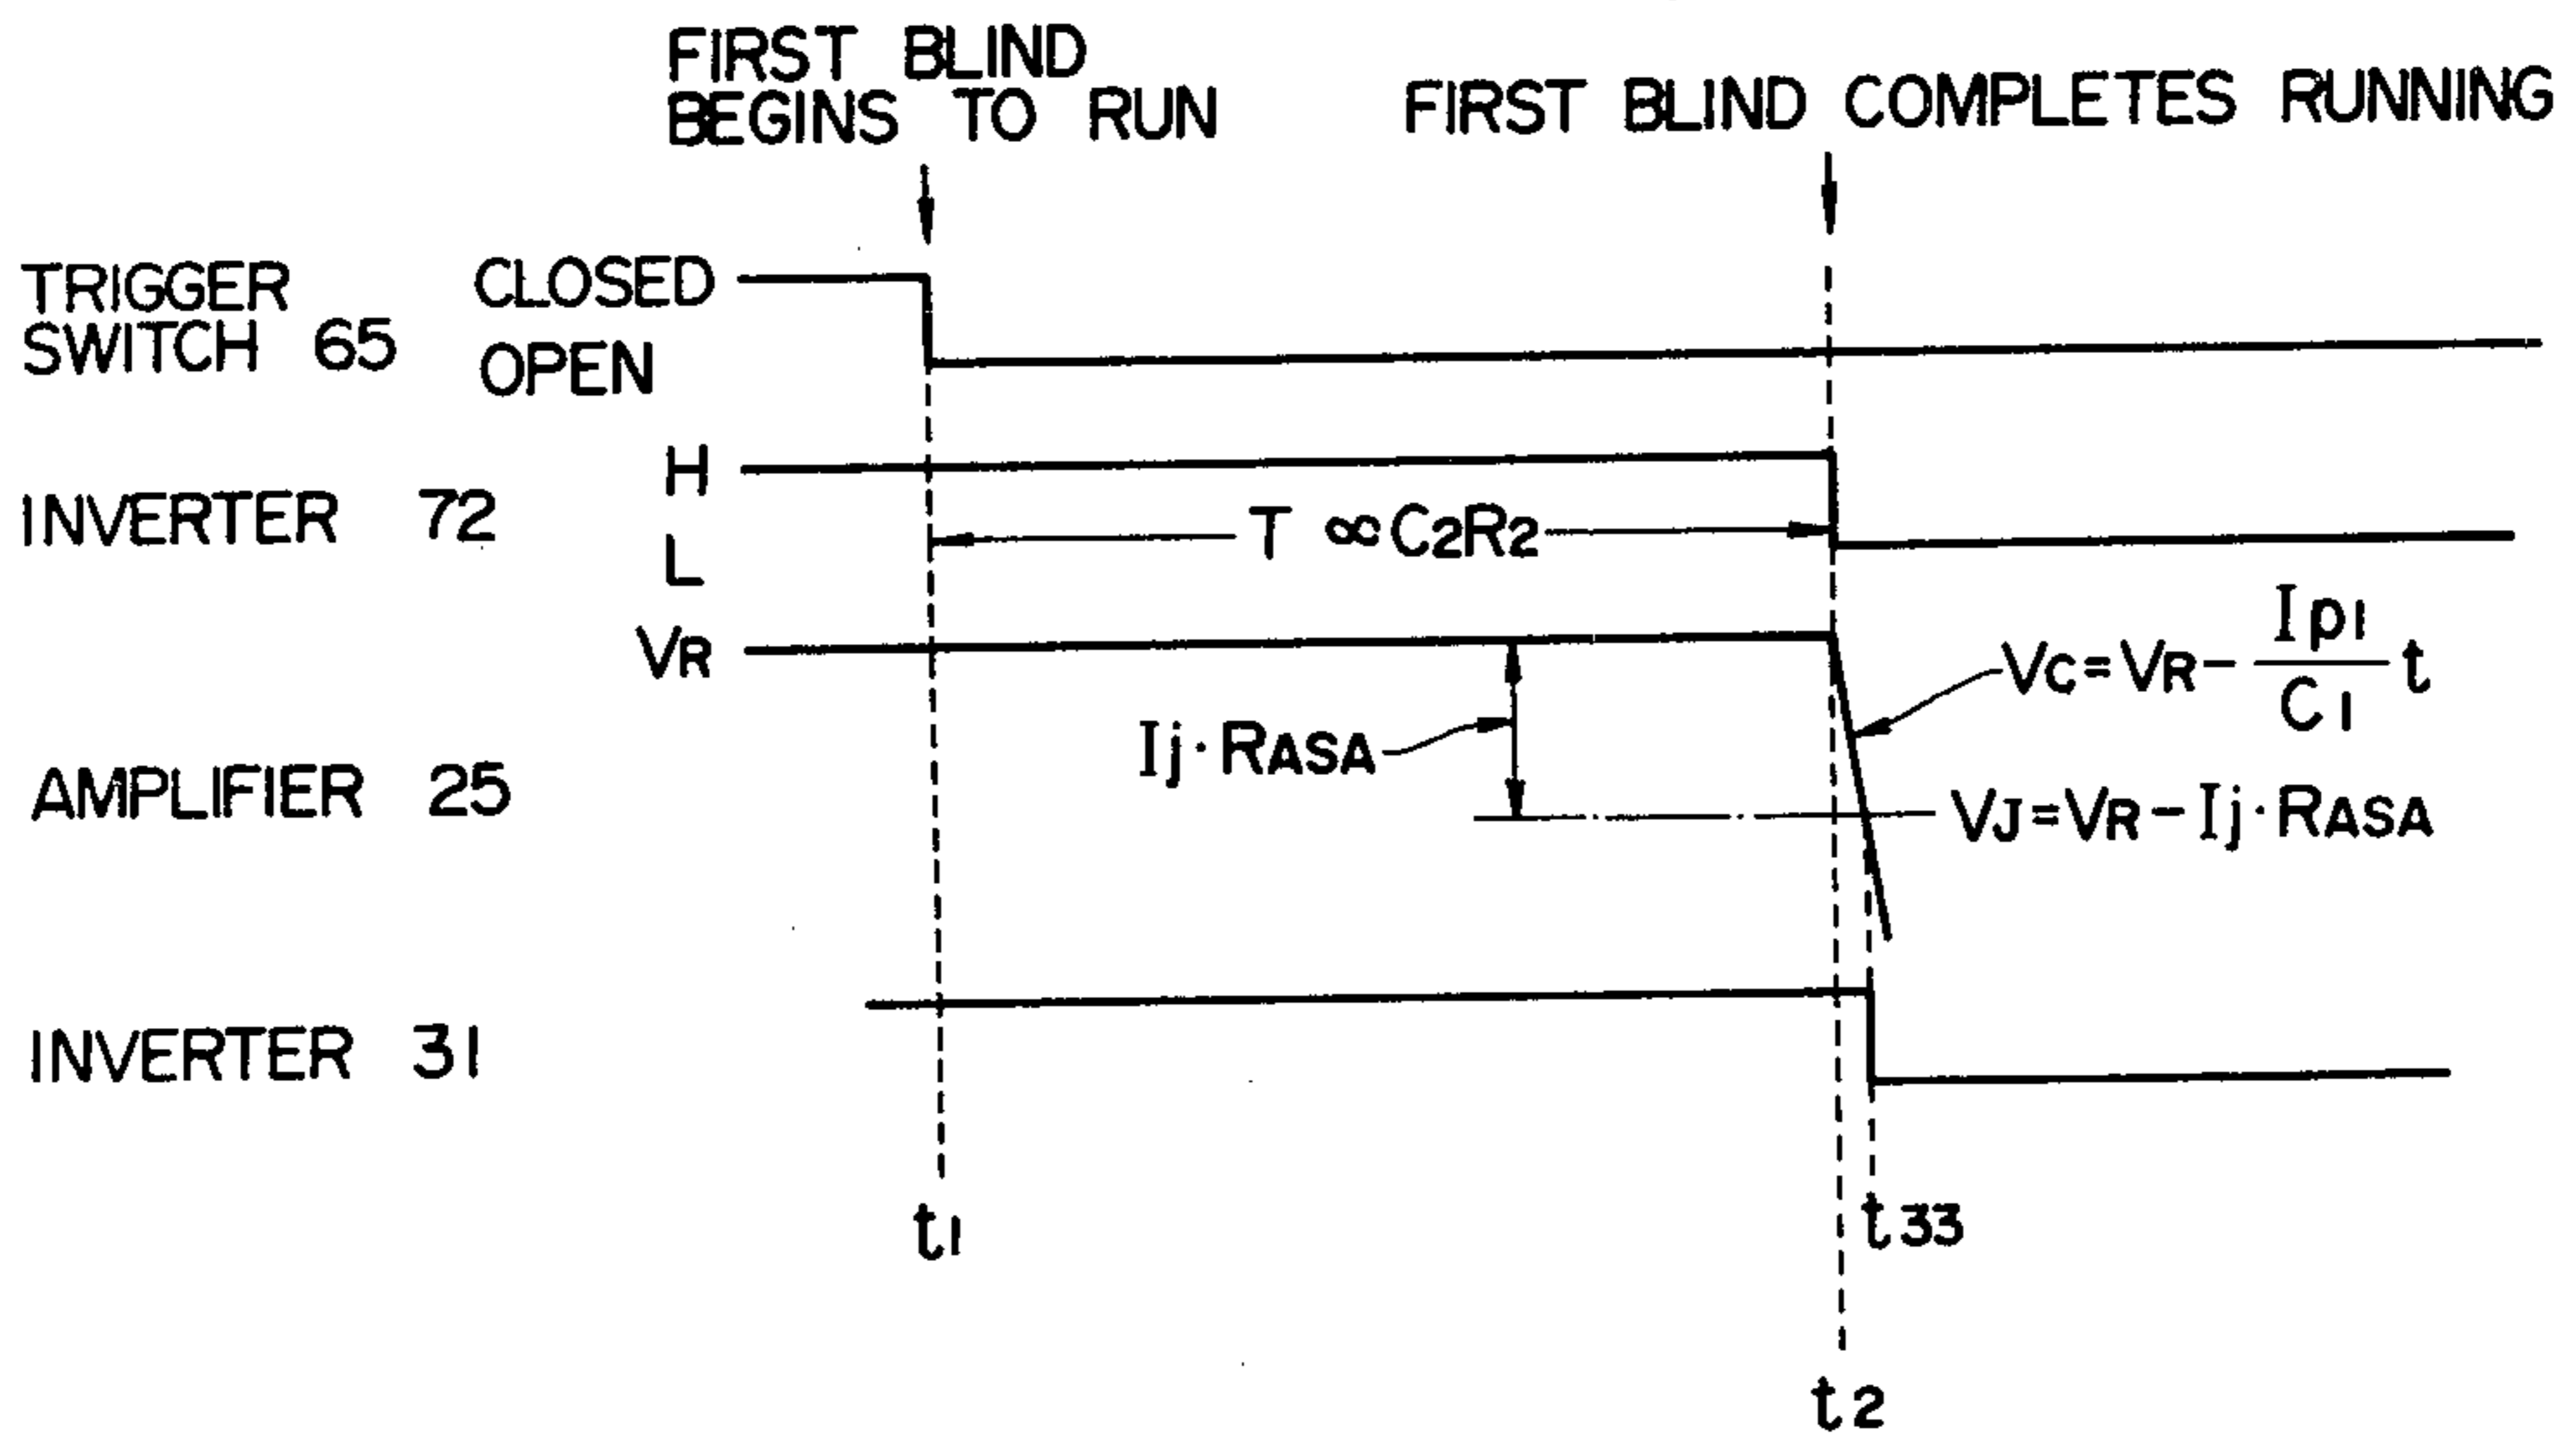 FIRST BLIND
BEGINS TO RUN
FIRST BLIND COMPLETES RUNNING
TRIGGER
SWITCH 65
CLOSED
OPEN
INVERTER 72
H
L
T ∝ C2R2
VR
AMPLIFIER 25
Ij·RASA
VC=VR-Ip1/C1 t
VJ=VR-Ij·RASA
INVERTER 31
t1
t33
t2